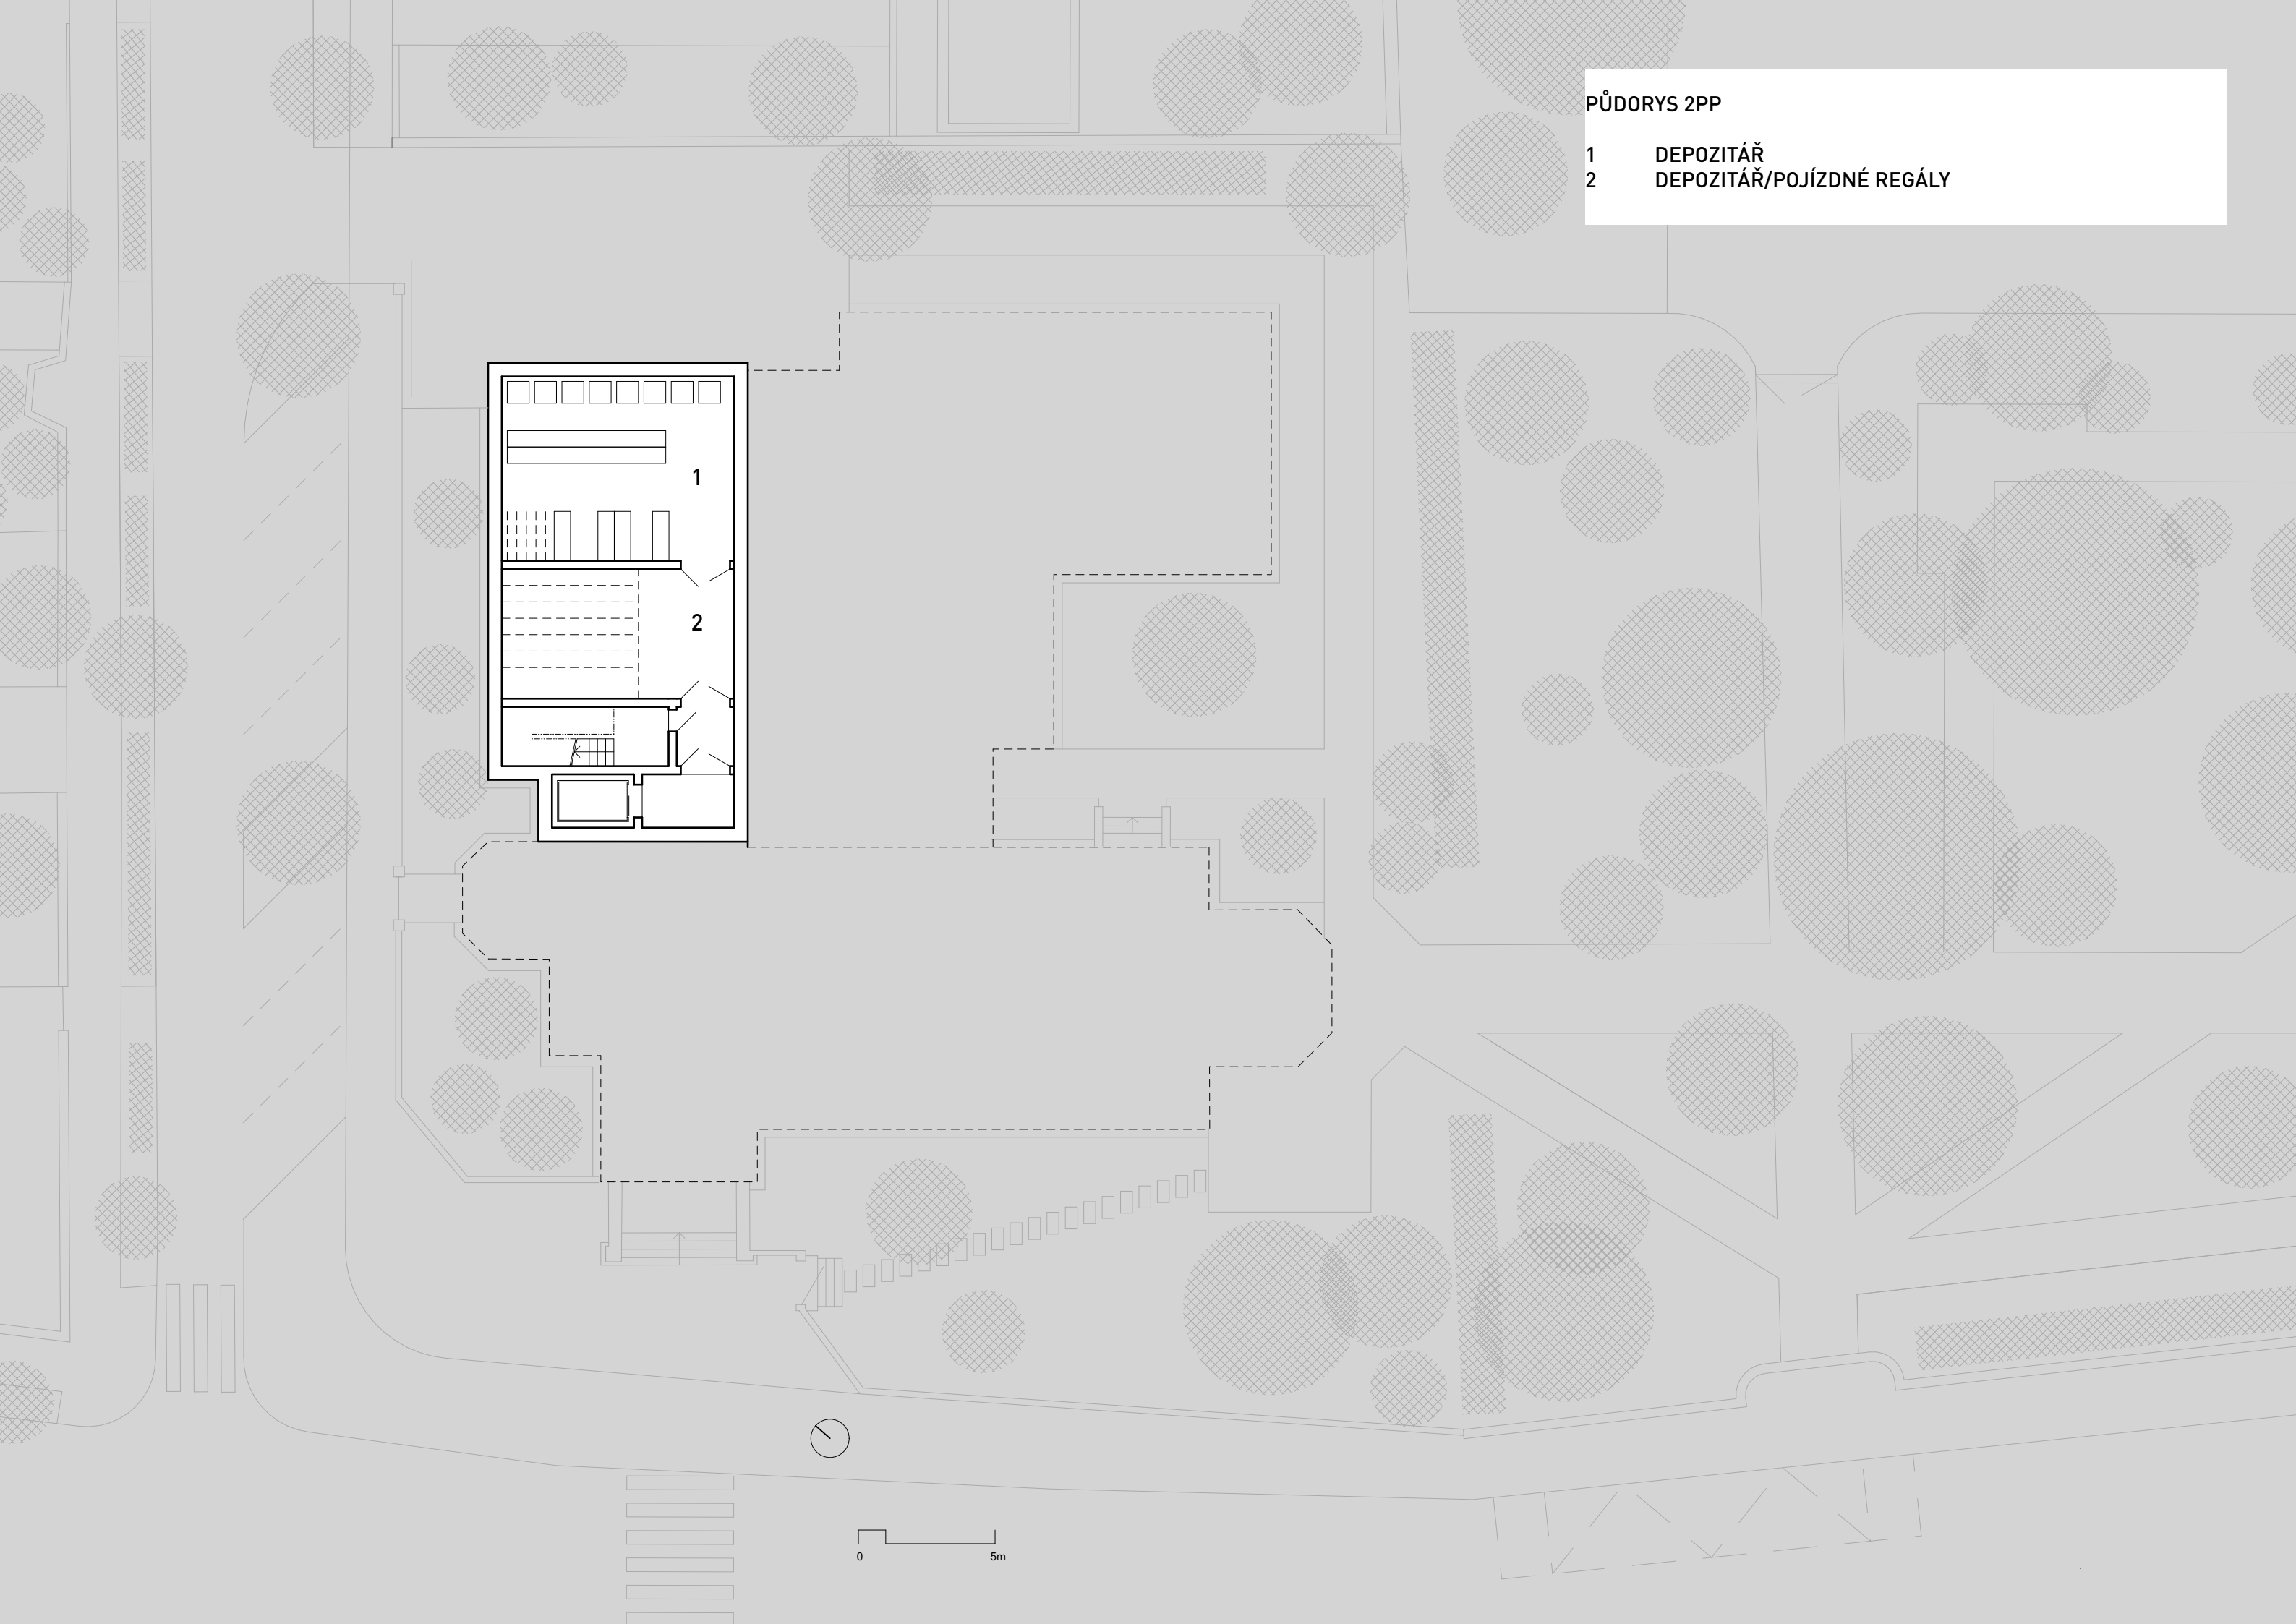 PŮDORYS 2PP
1 DEPOZITÁŘ
2 DEPOZITÁŘ/POJÍZDNÉ REGÁLY
1
2
0 5m